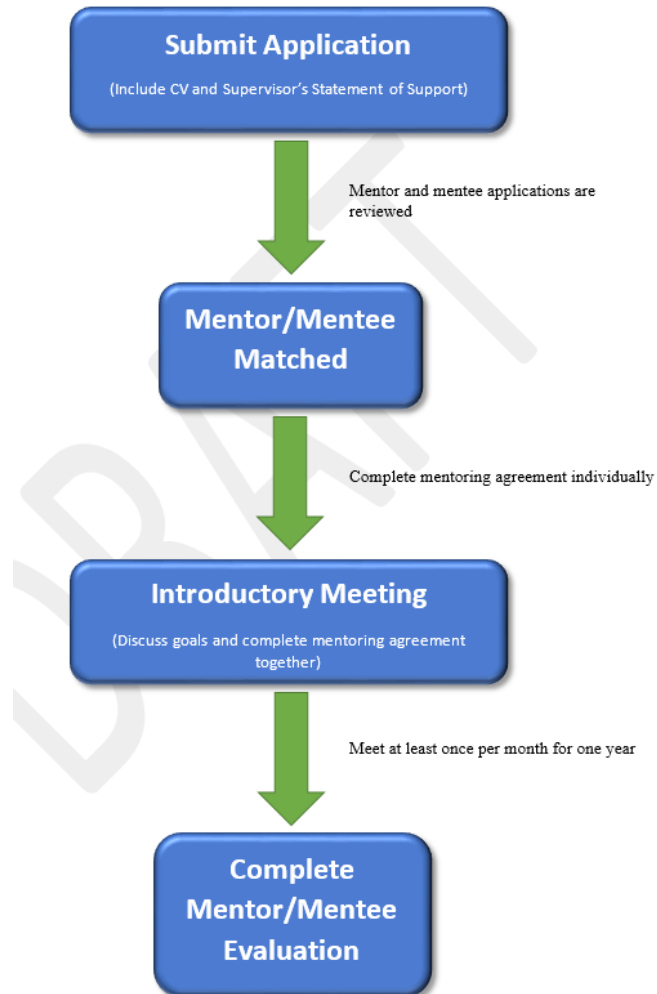 Submit Application
(Include CV and Supervisor's Statement of Support)
Mentor and mentee applications are
reviewed
Mentor/Mentee
Matched
Complete mentoring agreement individually
Introductory Meeting
(Discuss goals and complete mentoring agreement
together)
Meet at least once per month for one year
Complete
Mentor/Mentee
Evaluation
DRAFT